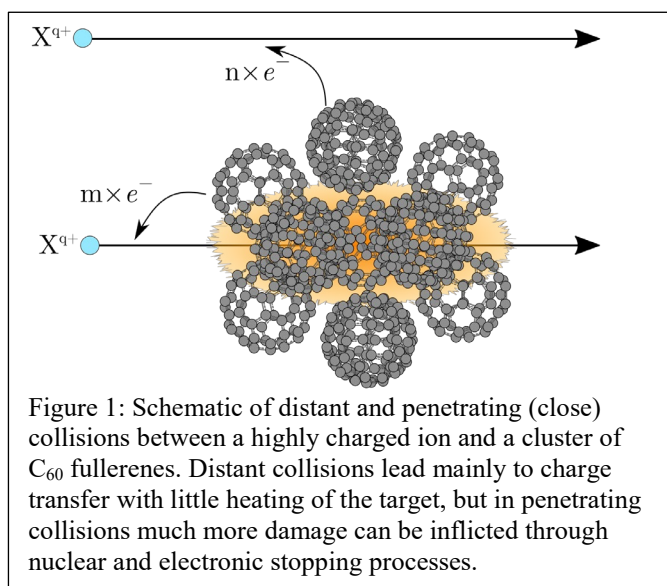 X^q+
n × e⁻
m × e⁻
X^q+
Figure 1: Schematic of distant and penetrating (close)
collisions between a highly charged ion and a cluster of
C₆₀ fullerenes. Distant collisions lead mainly to charge
transfer with little heating of the target, but in penetrating
collisions much more damage can be inflicted through
nuclear and electronic stopping processes.